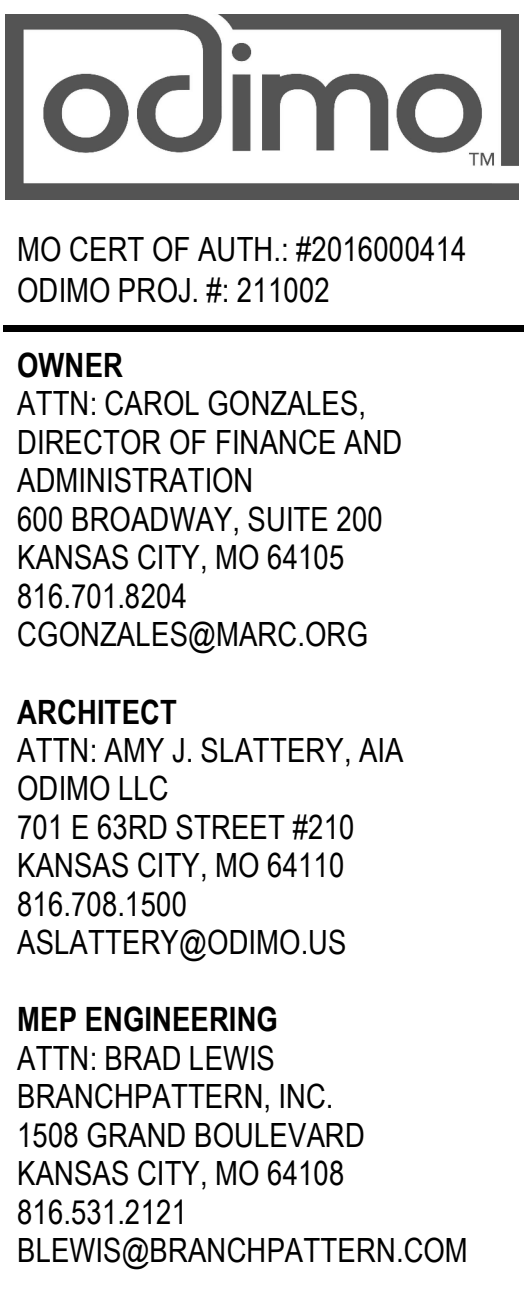 odimo
TM
MO CERT OF AUTH.: #2016000414
ODIMO PROJ. #: 211002
OWNER
ATTN: CAROL GONZALES,
DIRECTOR OF FINANCE AND
ADMINISTRATION
600 BROADWAY, SUITE 200
KANSAS CITY, MO 64105
816.701.8204
CGONZALES@MARC.ORG
ARCHITECT
ATTN: AMY J. SLATTERY, AIA
ODIMO LLC
701 E 63RD STREET #210
KANSAS CITY, MO 64110
816.708.1500
ASLATTERY@ODIMO.US
MEP ENGINEERING
ATTN: BRAD LEWIS
BRANCHPATTERN, INC.
1508 GRAND BOULEVARD
KANSAS CITY, MO 64108
816.531.2121
BLEWIS@BRANCHPATTERN.COM